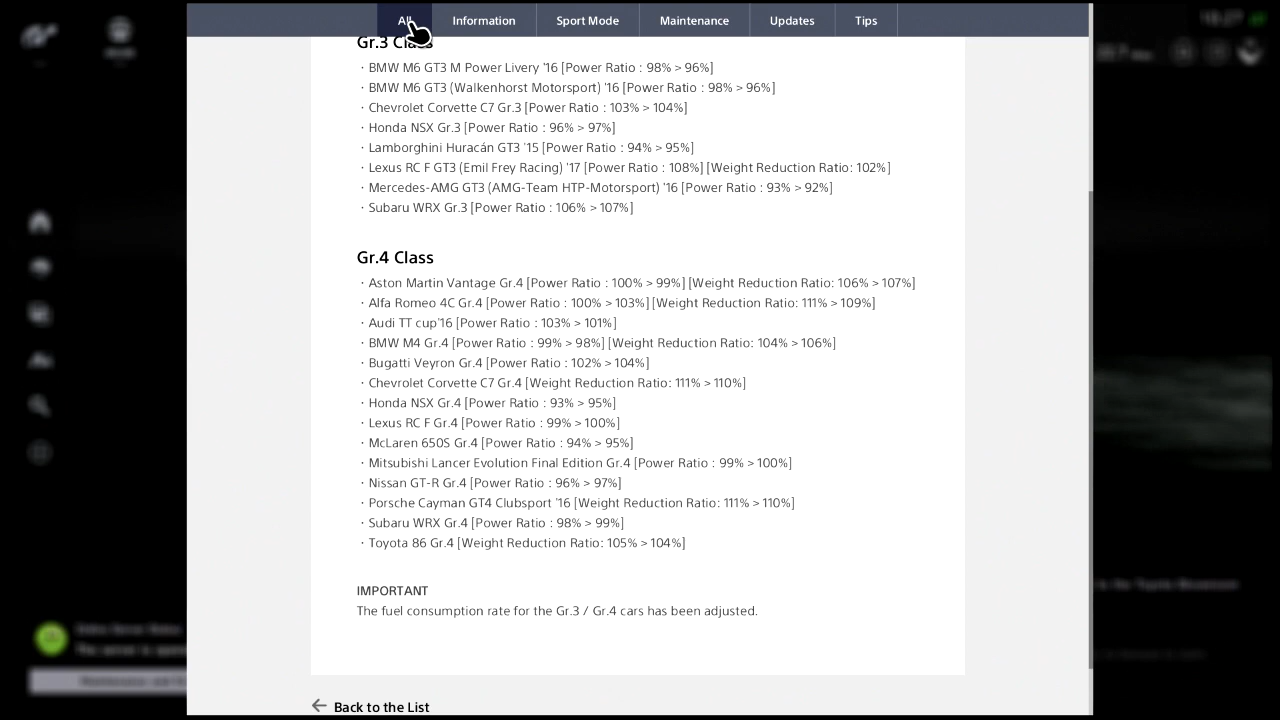 All
Information
Sport Mode
Maintenance
Updates
Tips
Gr.3 Class
· BMW M6 GT3 M Power Livery '16 [Power Ratio : 98% > 96%]
· BMW M6 GT3 (Walkenhorst Motorsport) '16 [Power Ratio : 98% > 96%]
· Chevrolet Corvette C7 Gr.3 [Power Ratio : 103% > 104%]
· Honda NSX Gr.3 [Power Ratio : 96% > 97%]
· Lamborghini Huracán GT3 '15 [Power Ratio : 94% > 95%]
· Lexus RC F GT3 (Emil Frey Racing) '17 [Power Ratio : 108%] [Weight Reduction Ratio: 102%]
· Mercedes-AMG GT3 (AMG-Team HTP-Motorsport) '16 [Power Ratio : 93% > 92%]
· Subaru WRX Gr.3 [Power Ratio : 106% > 107%]
Gr.4 Class
· Aston Martin Vantage Gr.4 [Power Ratio : 100% > 99%] [Weight Reduction Ratio: 106% > 107%]
· Alfa Romeo 4C Gr.4 [Power Ratio : 100% > 103%] [Weight Reduction Ratio: 111% > 109%]
· Audi TT cup'16 [Power Ratio : 103% > 101%]
· BMW M4 Gr.4 [Power Ratio : 99% > 98%] [Weight Reduction Ratio: 104% > 106%]
· Bugatti Veyron Gr.4 [Power Ratio : 102% > 104%]
· Chevrolet Corvette C7 Gr.4 [Weight Reduction Ratio: 111% > 110%]
· Honda NSX Gr.4 [Power Ratio : 93% > 95%]
· Lexus RC F Gr.4 [Power Ratio : 99% > 100%]
· McLaren 650S Gr.4 [Power Ratio : 94% > 95%]
· Mitsubishi Lancer Evolution Final Edition Gr.4 [Power Ratio : 99% > 100%]
· Nissan GT-R Gr.4 [Power Ratio : 96% > 97%]
· Porsche Cayman GT4 Clubsport '16 [Weight Reduction Ratio: 111% > 110%]
· Subaru WRX Gr.4 [Power Ratio : 98% > 99%]
· Toyota 86 Gr.4 [Weight Reduction Ratio: 105% > 104%]
IMPORTANT
The fuel consumption rate for the Gr.3 / Gr.4 cars has been adjusted.
← Back to the List